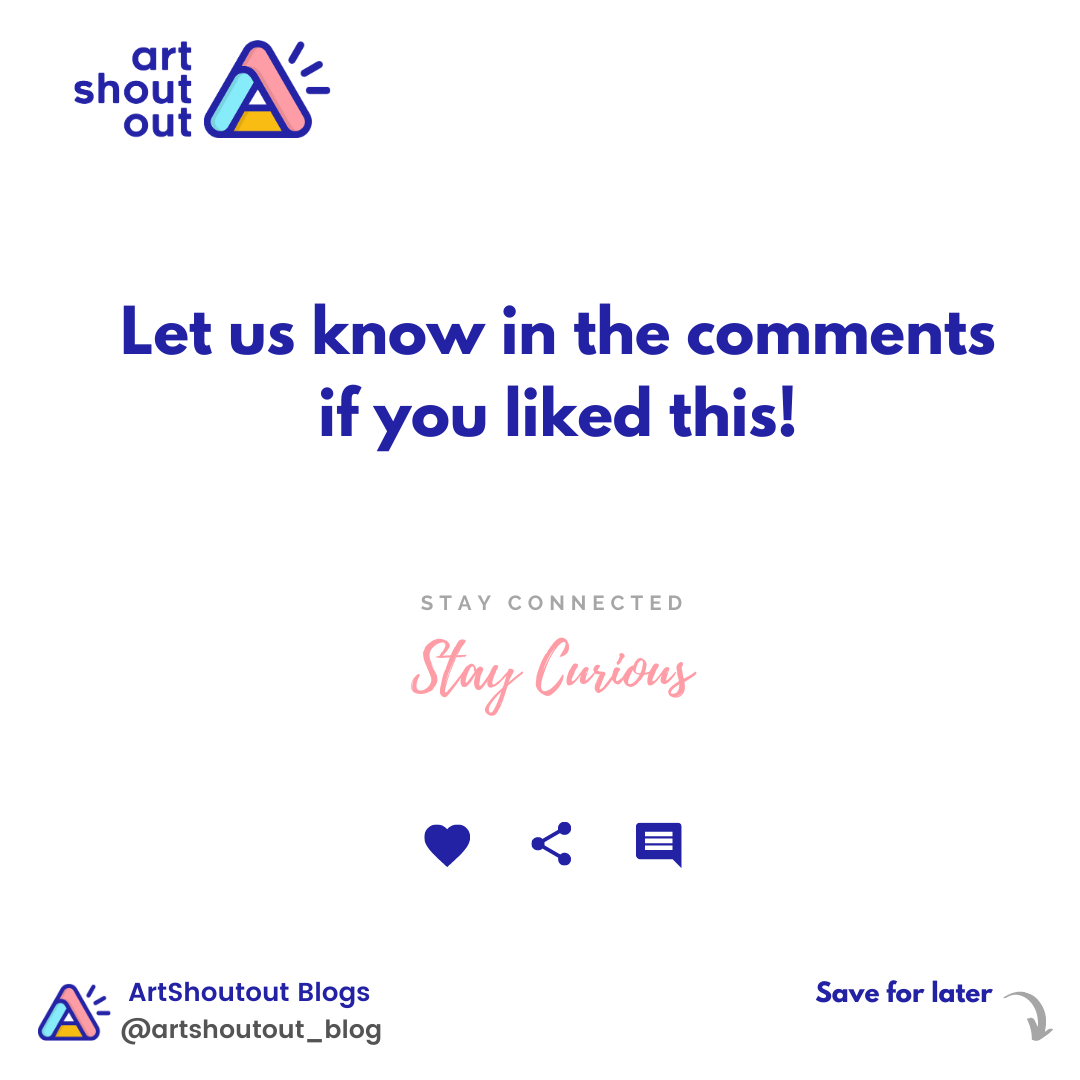 art
shout
out
Let us know in the comments
if you liked this!
STAY CONNECTED
Stay Curious
ArtShoutout Blogs
@artshoutout_blog
Save for later